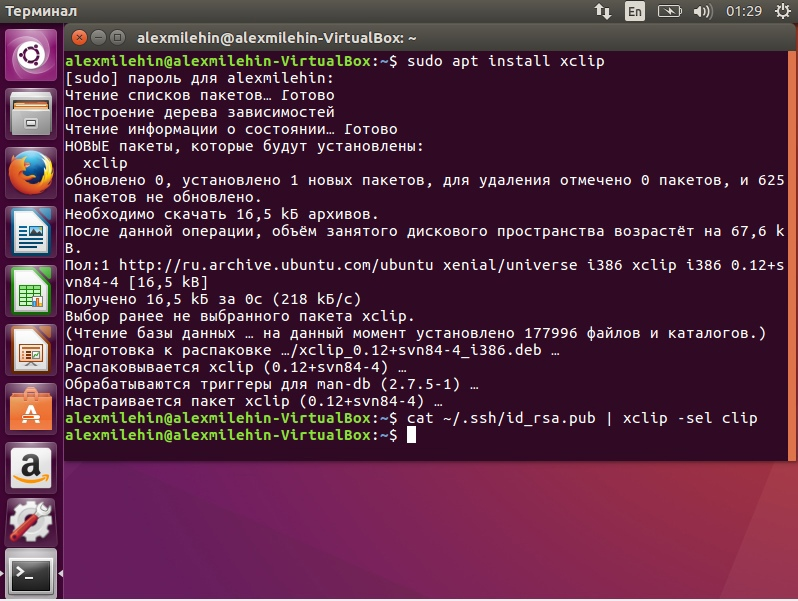 Терминал
En
01:29
alexmilehin@alexmilehin-VirtualBox: ~
alexmilehin@alexmilehin-VirtualBox:~$ sudo apt install xclip
[sudo] пароль для alexmilehin:
Чтение списков пакетов… Готово
Построение дерева зависимостей
Чтение информации о состоянии… Готово
НОВЫЕ пакеты, которые будут установлены:
xclip
обновлено 0, установлено 1 новых пакетов, для удаления отмечено 0 пакетов, и 625
пакетов не обновлено.
Необходимо скачать 16,5 kБ архивов.
После данной операции, объём занятого дискового пространства возрастёт на 67,6 k
B.
Пол:1 http://ru.archive.ubuntu.com/ubuntu xenial/universe i386 xclip i386 0.12+s
vn84-4 [16,5 kB]
Получено 16,5 kБ за 0с (218 kБ/c)
Выбор ранее не выбранного пакета xclip.
(Чтение базы данных … на данный момент установлено 177996 файлов и каталогов.)
Подготовка к распаковке …/xclip_0.12+svn84-4_i386.deb …
Распаковывается xclip (0.12+svn84-4) …
Обрабатываются триггеры для man-db (2.7.5-1) …
Настраивается пакет xclip (0.12+svn84-4) …
alexmilehin@alexmilehin-VirtualBox:~$ cat ~/.ssh/id_rsa.pub | xclip -sel clip
alexmilehin@alexmilehin-VirtualBox:~$